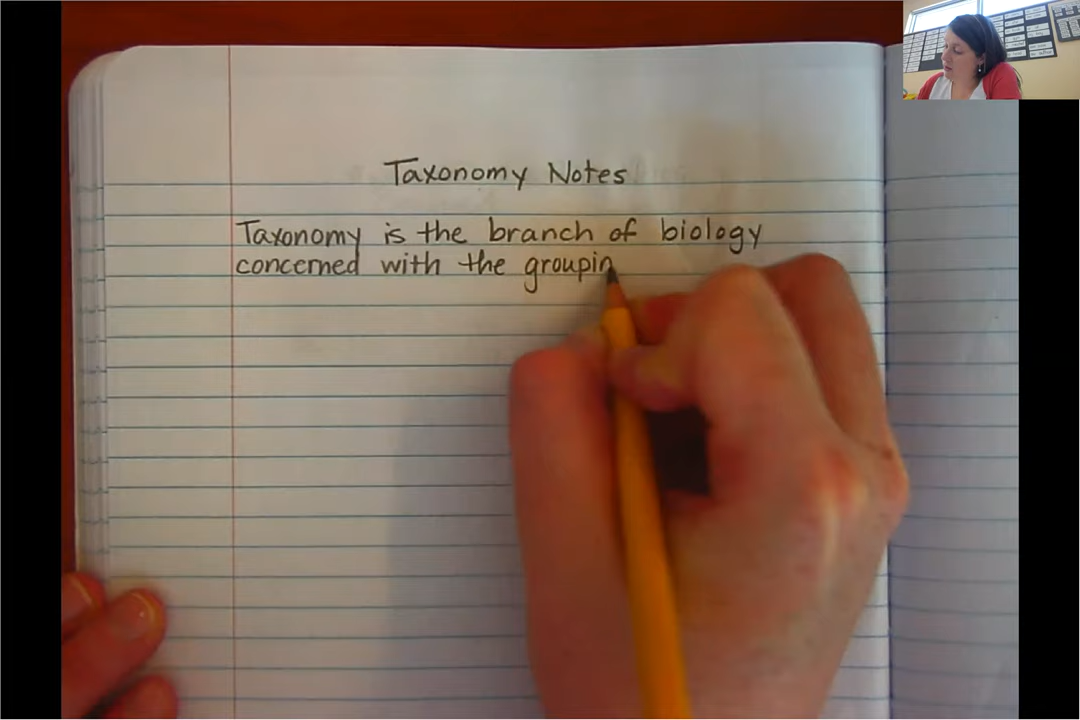 Taxonomy Notes
Taxonomy is the branch of biology
concerned with the groupin